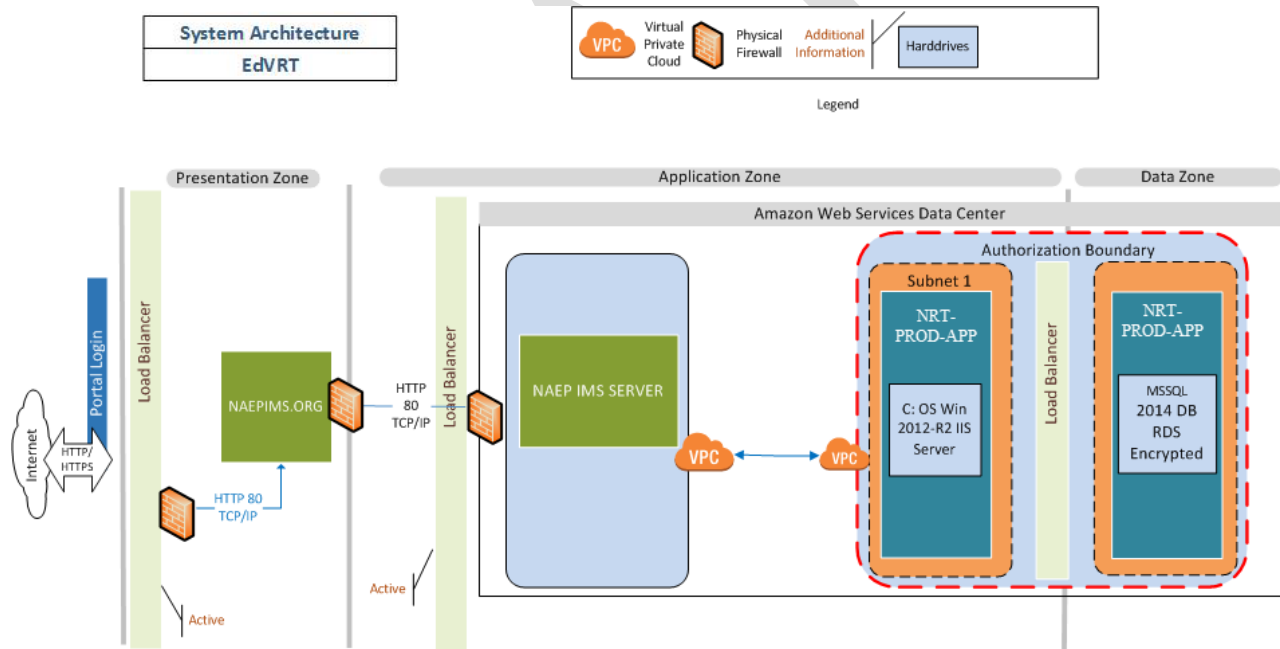 System Architecture
EdVRT
VPC
Virtual
Private
Cloud
Physical
Firewall
Additional
Information
Harddrives
Legend
Presentation Zone
Application Zone
Data Zone
Amazon Web Services Data Center
Authorization Boundary
Internet
HTTP/
HTTPS
Portal Login
Load Balancer
NAEPIMS.ORG
HTTP 80
TCP/IP
Active
HTTP
80
TCP/IP
Load Balancer
Active
NAEP IMS SERVER
VPC
VPC
Subnet 1
NRT-
PROD-APP
C: OS Win
2012-R2 IIS
Server
Load Balancer
NRT-
PROD-APP
MSSQL
2014 DB
RDS
Encrypted